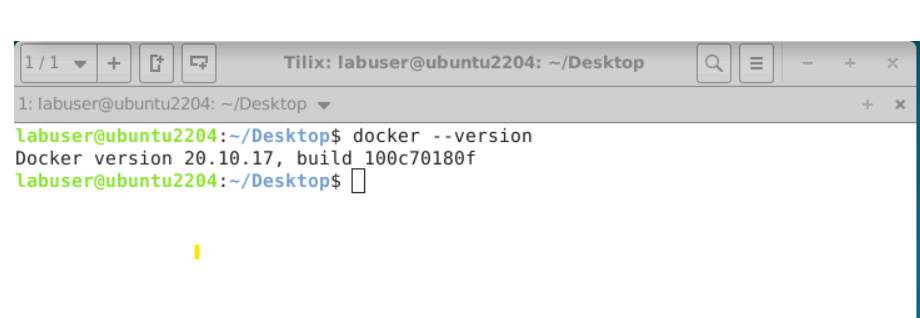 1 / 1
Tilix: labuser@ubuntu2204: ~/Desktop
1: labuser@ubuntu2204: ~/Desktop
labuser@ubuntu2204:~/Desktop$ docker --version
Docker version 20.10.17, build 100c70180f
labuser@ubuntu2204:~/Desktop$